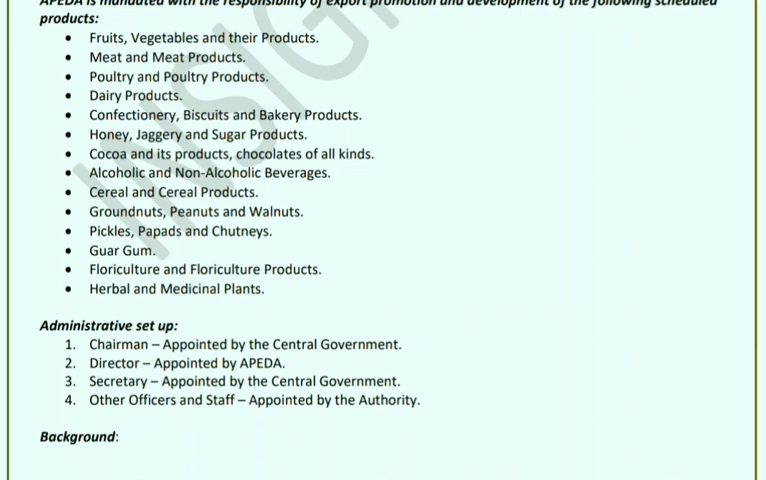 APEDA is mandated with the responsibility of export promotion and development of the following scheduled
products:
• Fruits, Vegetables and their Products.
• Meat and Meat Products.
• Poultry and Poultry Products.
• Dairy Products.
• Confectionery, Biscuits and Bakery Products.
• Honey, Jaggery and Sugar Products.
• Cocoa and its products, chocolates of all kinds.
• Alcoholic and Non-Alcoholic Beverages.
• Cereal and Cereal Products.
• Groundnuts, Peanuts and Walnuts.
• Pickles, Papads and Chutneys.
• Guar Gum.
• Floriculture and Floriculture Products.
• Herbal and Medicinal Plants.
Administrative set up:
1. Chairman – Appointed by the Central Government.
2. Director – Appointed by APEDA.
3. Secretary – Appointed by the Central Government.
4. Other Officers and Staff – Appointed by the Authority.
Background: